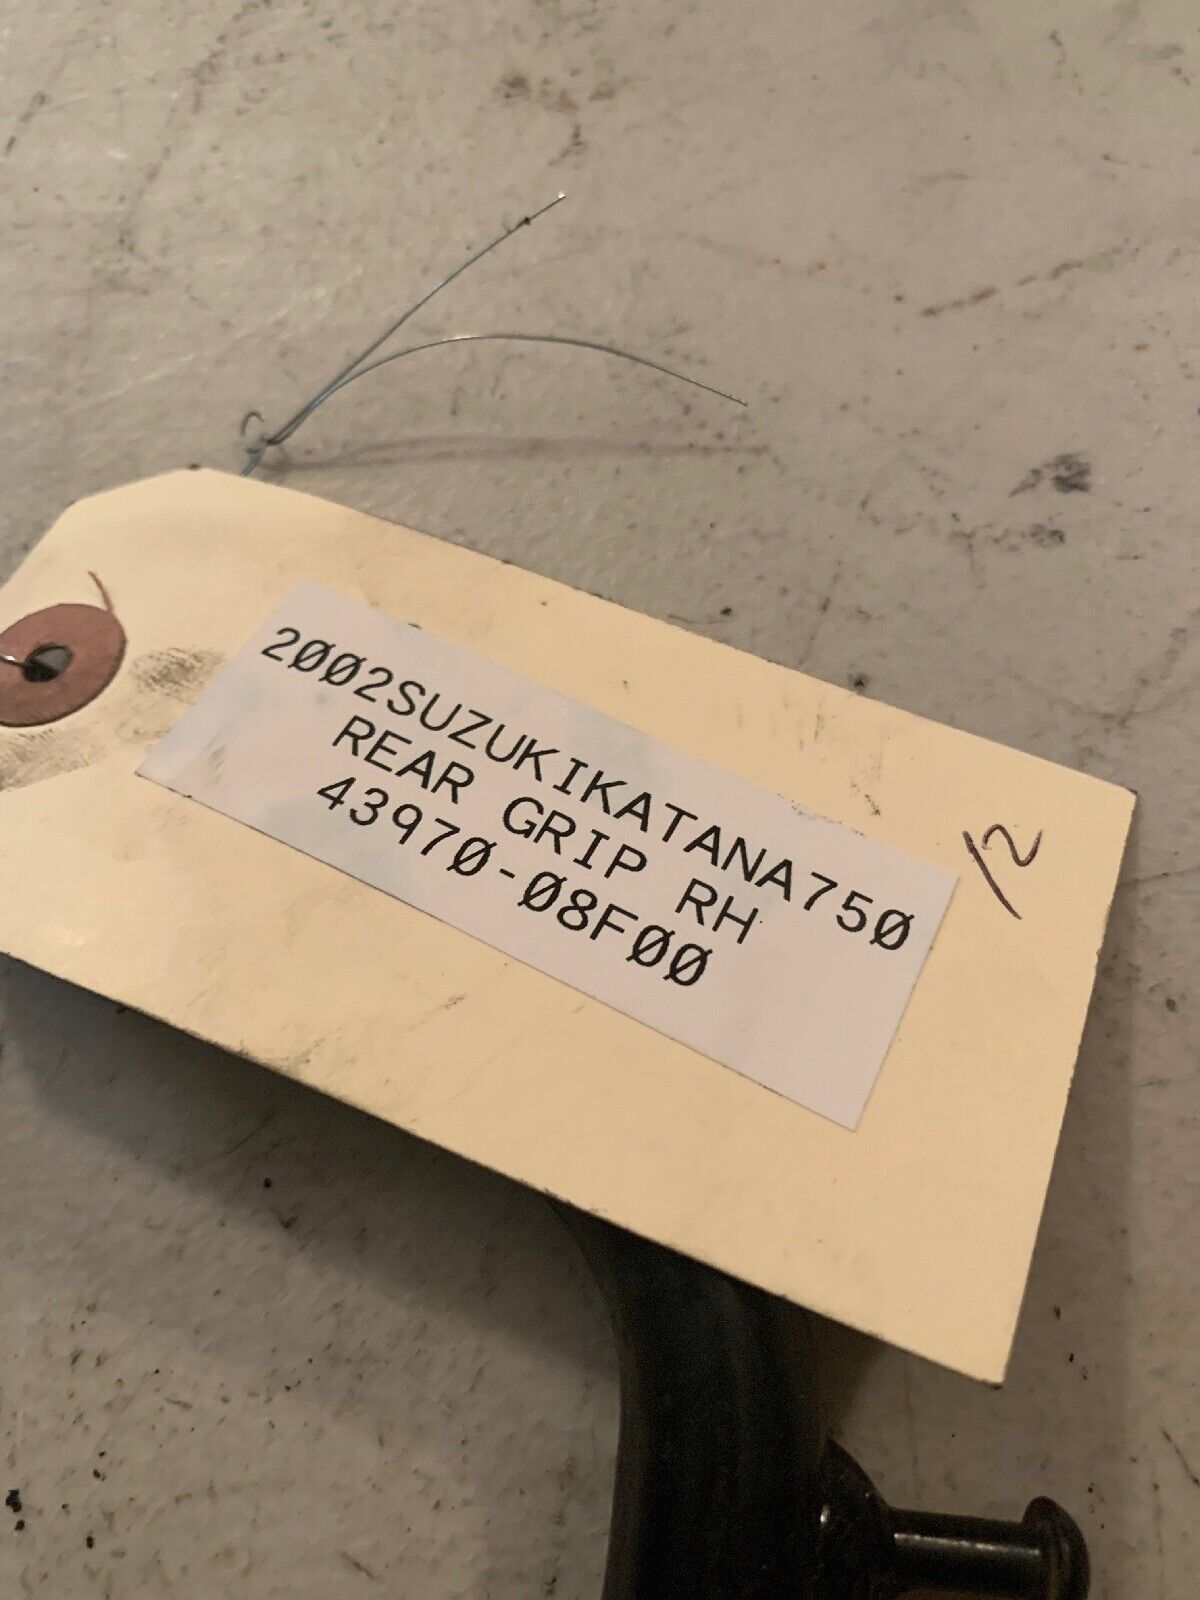 2002SUZUKIKATANA750
REAR GRIP RH
43970-08F00
12